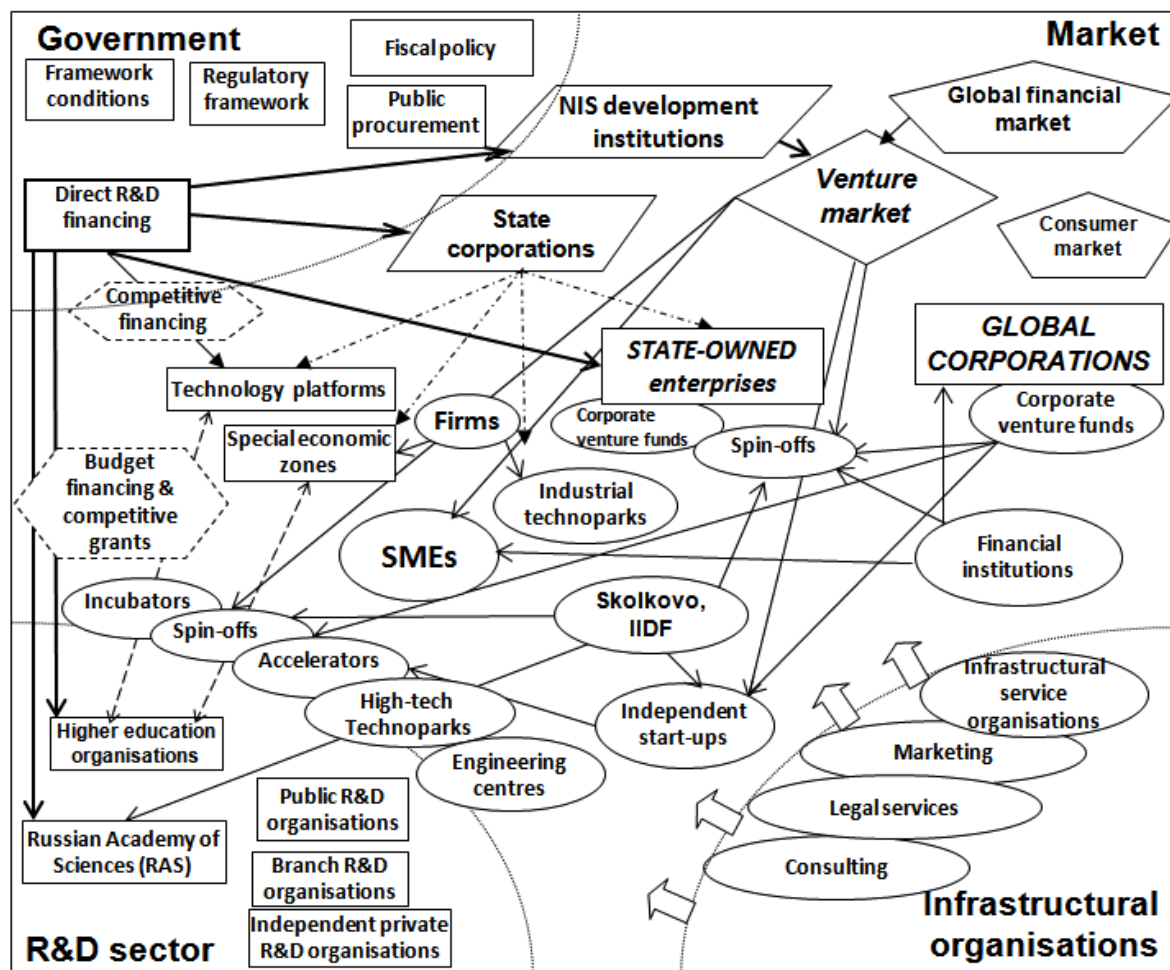 Government
Market
Framework
conditions
Regulatory
framework
Fiscal policy
Public
procurement
NIS development
institutions
Global financial
market
Direct R&D
financing
State
corporations
Venture
market
Consumer
market
Competitive
financing
Technology platforms
STATE-OWNED
enterprises
GLOBAL
CORPORATIONS
Special economic
zones
Firms
Corporate
venture funds
Spin-offs
Corporate
venture funds
Budget
financing &
competitive
grants
Industrial
technoparks
SMEs
Financial
institutions
Incubators
Spin-offs
Accelerators
Skolkovo,
IIDF
High-tech
Technoparks
Independent
start-ups
Infrastructural
service
organisations
Higher education
organisations
Engineering
centres
Marketing
Public R&D
organisations
Legal services
Russian Academy of
Sciences (RAS)
Branch R&D
organisations
Consulting
Independent private
R&D organisations
R&D sector
Infrastructural
organisations